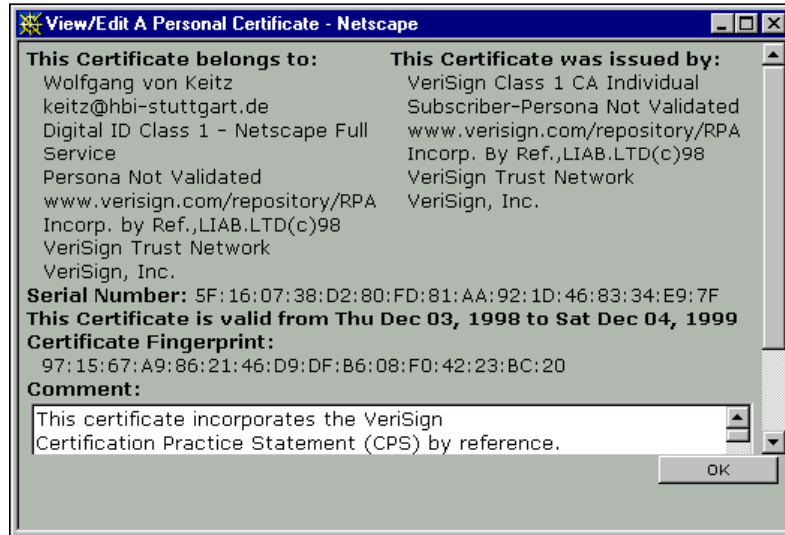 View/Edit A Personal Certificate - Netscape
This Certificate belongs to:
Wolfgang von Keitz
keitz@hbi-stuttgart.de
Digital ID Class 1 - Netscape Full
Service
Persona Not Validated
www.verisign.com/repository/RPA
Incorp. by Ref.,LIAB.LTD(c)98
VeriSign Trust Network
VeriSign, Inc.
This Certificate was issued by:
VeriSign Class 1 CA Individual
Subscriber-Persona Not Validated
www.verisign.com/repository/RPA
Incorp. By Ref.,LIAB.LTD(c)98
VeriSign Trust Network
VeriSign, Inc.
Serial Number: 5F:16:07:38:D2:80:FD:81:AA:92:1D:46:83:34:E9:7F
This Certificate is valid from Thu Dec 03, 1998 to Sat Dec 04, 1999
Certificate Fingerprint:
97:15:67:A9:86:21:46:D9:DF:B6:08:F0:42:23:BC:20
Comment:
This certificate incorporates the VeriSign
Certification Practice Statement (CPS) by reference.
OK